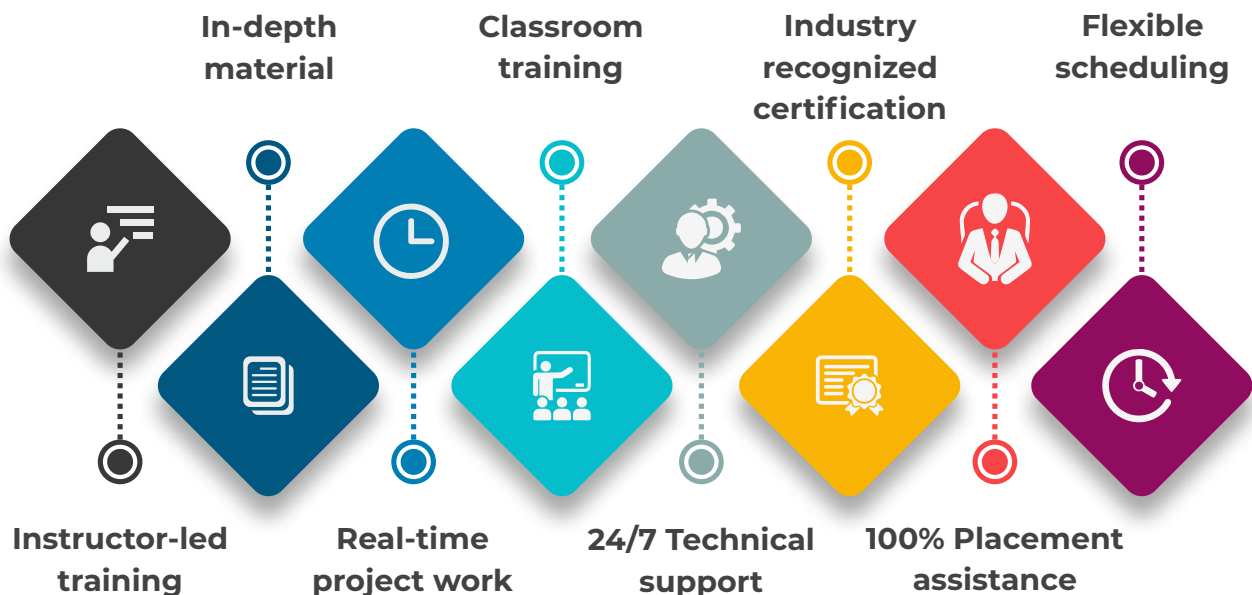 In-depth
material
Classroom
training
Industry
recognized
certification
Flexible
scheduling
Instructor-led
training
Real-time
project work
24/7 Technical
support
100% Placement
assistance